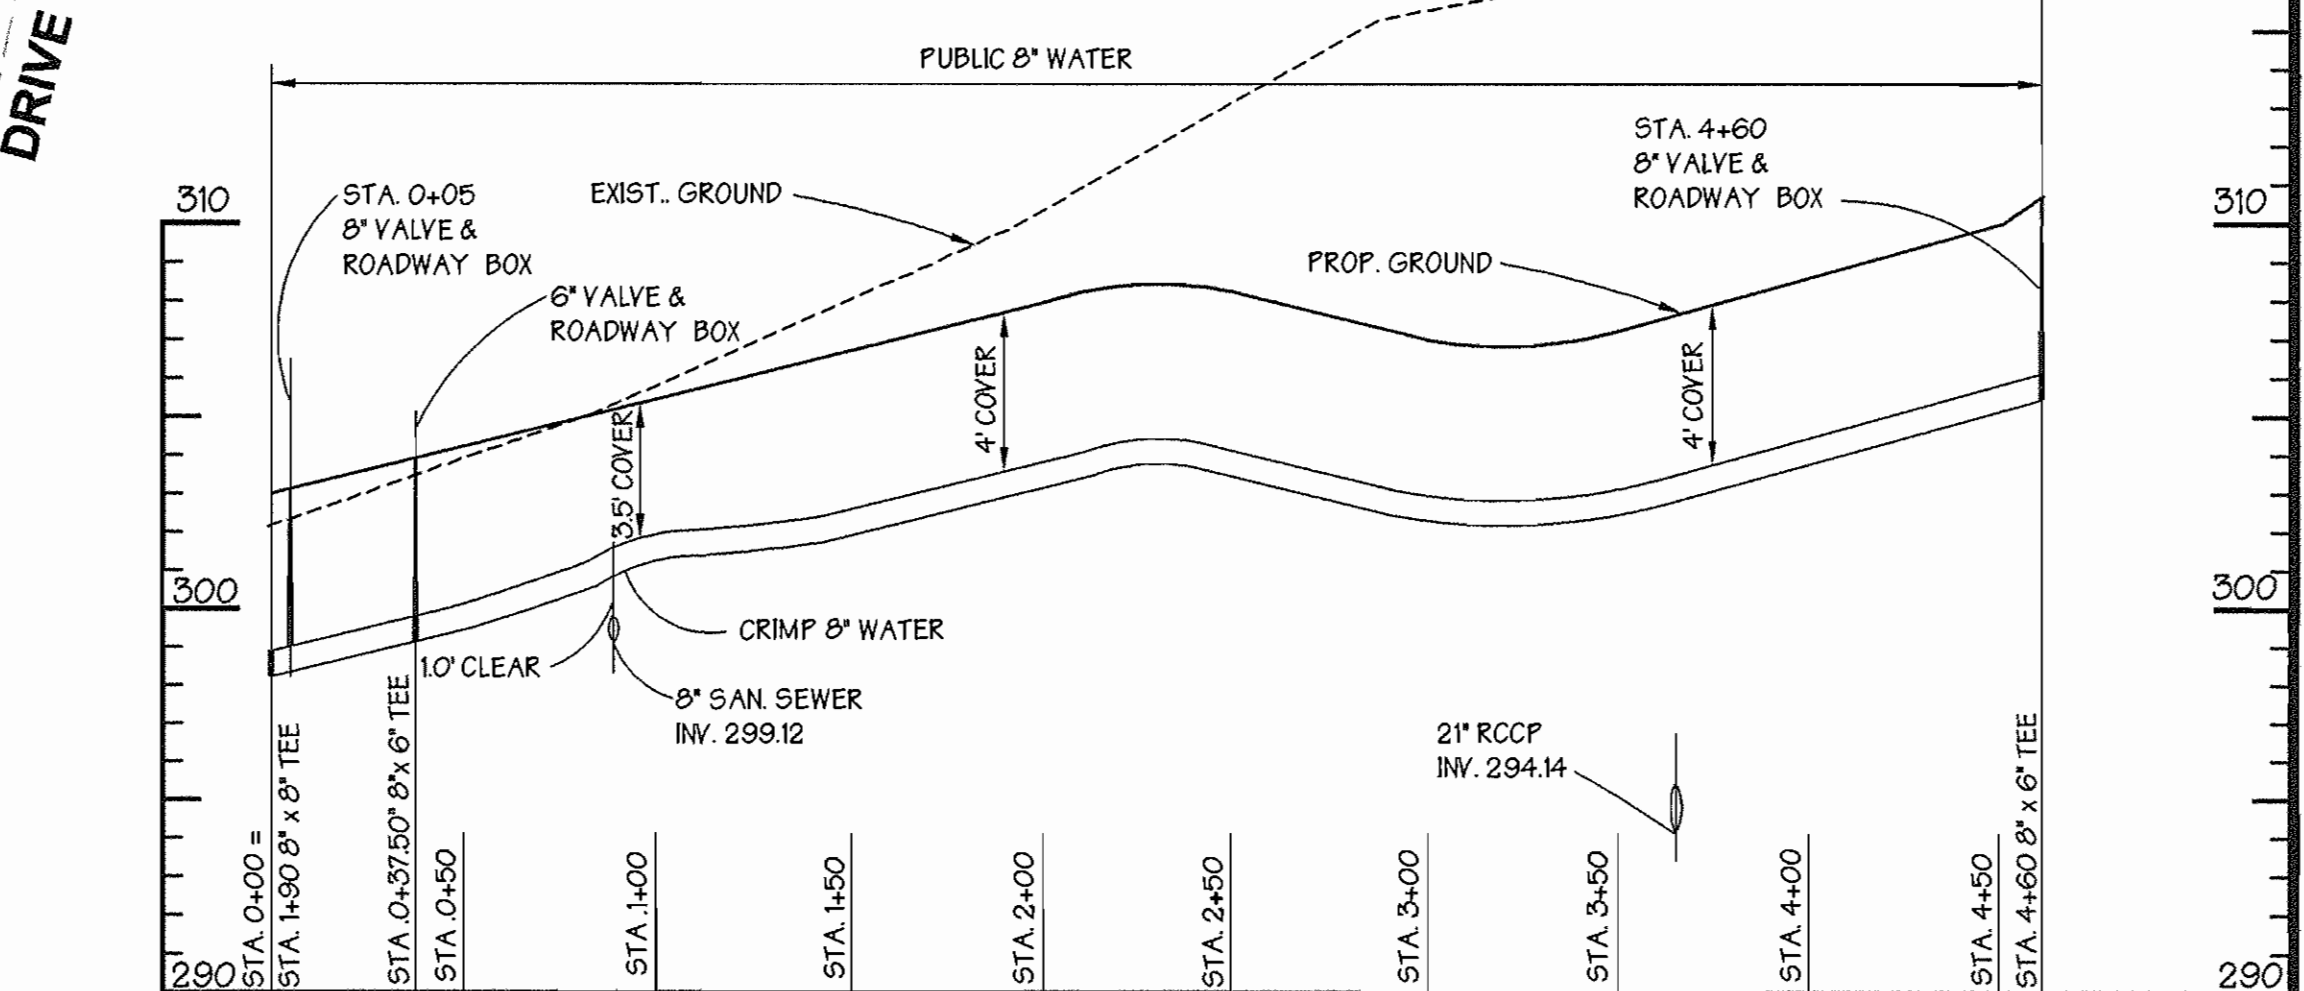 DRIVE
PUBLIC 8" WATER
STA. 4+60
8" VALVE &
ROADWAY BOX
310
STA. 0+05
8" VALVE &
ROADWAY BOX
EXIST.. GROUND
310
6" VALVE &
ROADWAY BOX
PROP. GROUND
3.5' COVER
4' COVER
4' COVER
300
300
CRIMP 8" WATER
1.0' CLEAR
8" SAN. SEWER
INV. 299.12
21" RCCP
INV. 294.14
290
STA. 0+00 =
STA. 1+90 8" x 8" TEE
STA .0+37.50" 8"x 6" TEE
STA .0+50
STA .1+00
STA. 1+50
STA. 2+00
STA. 2+50
STA. 3+00
STA. 3+50
STA. 4+00
STA. 4+50
STA. 4+60 8" x 6" TEE
290